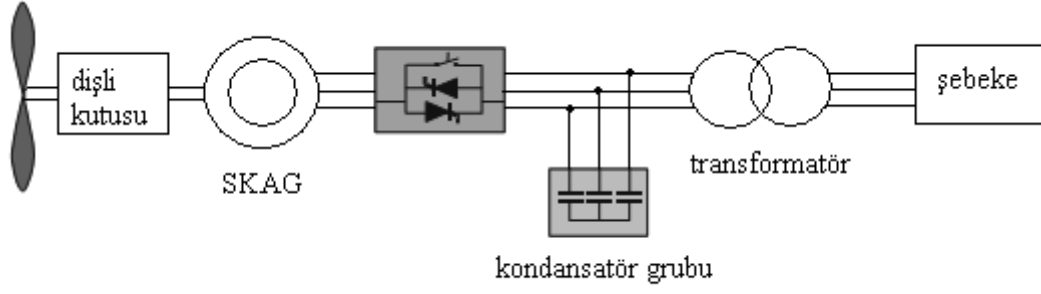 dişli
kutusu
SKAG
kondansatör grubu
transformatör
şebeke